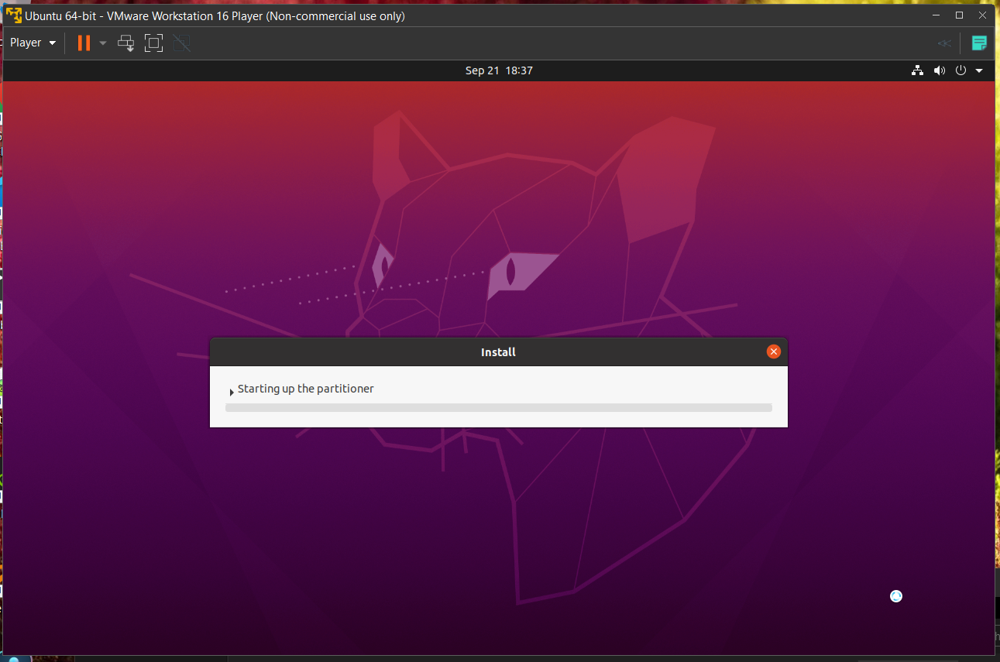 Ubuntu 64-bit - VMware Workstation 16 Player (Non-commercial use only)
Player
Sep 21 18:37
Install
Starting up the partitioner